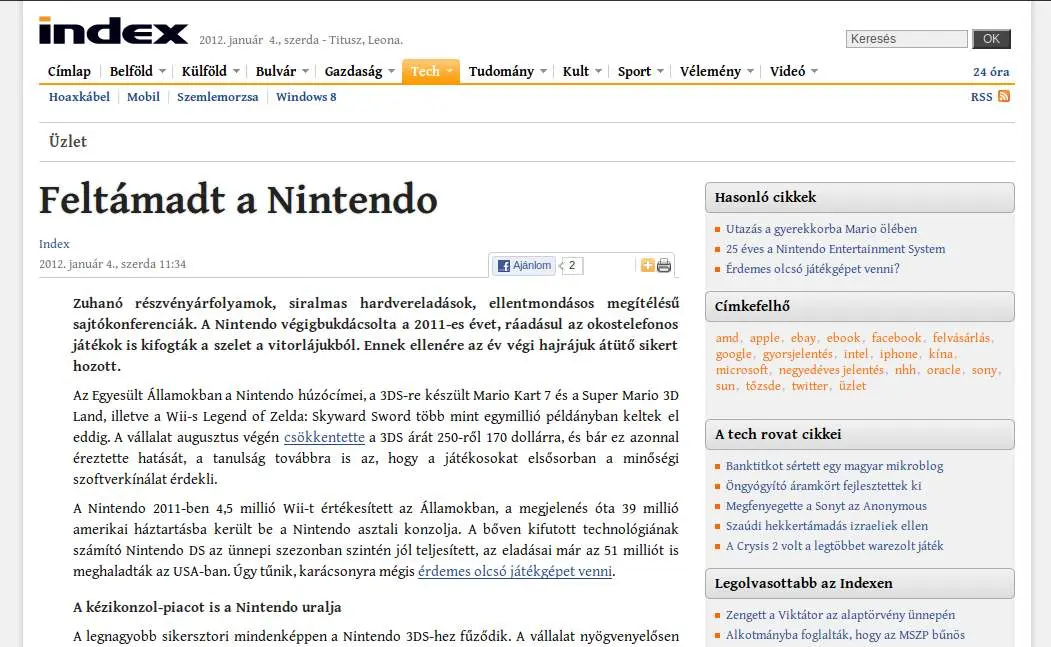 index
2012. január 4., szerda - Titusz, Leona.
Keresés OK
Címlap Belföld Külföld Bulvár Gazdaság Tech Tudomány Kult Sport Vélemény Videó 24 óra
Hoaxkábel Mobil Szemlemorzsa Windows 8 RSS
Üzlet
Feltámadt a Nintendo
Index
2012. január 4., szerda 11:34
Ajánlom 2
Zuhanó részvényárfolyamok, siralmas hardvereladások, ellentmondásos megítélésű
sajtókonferenciák. A Nintendo végigbukdácsolta a 2011-es évet, ráadásul az okostelefonos
játékok is kifogták a szelet a vitorlájukból. Ennek ellenére az év végi hajrájuk átütő sikert
hozott.
Az Egyesült Államokban a Nintendo húzócímei, a 3DS-re készült Mario Kart 7 és a Super Mario 3D
Land, illetve a Wii-s Legend of Zelda: Skyward Sword több mint egymillió példányban keltek el
eddig. A vállalat augusztus végén csökkentette a 3DS árát 250-ről 170 dollárra, és bár ez azonnal
éreztette hatását, a tanulság továbbra is az, hogy a játékosokat elsősorban a minőségi
szoftverkínálat érdekli.
A Nintendo 2011-ben 4,5 millió Wii-t értékesített az Államokban, a megjelenés óta 39 millió
amerikai háztartásba került be a Nintendo asztali konzolja. A bőven kifutott technológiának
számító Nintendo DS az ünnepi szezonban szintén jól teljesített, az eladásai már az 51 milliót is
meghaladták az USA-ban. Úgy tűnik, karácsonyra mégis érdemes olcsó játékgépet venni.
A kézikonzol-piacot is a Nintendo uralja
A legnagyobb sikersztori mindenképpen a Nintendo 3DS-hez fűződik. A vállalat nyögvenyelősen
Hasonló cikkek
Utazás a gyerekkorba Mario ölében
25 éves a Nintendo Entertainment System
Érdemes olcsó játékgépet venni?
Címkefelhő
amd, apple, ebay, ebook, facebook, felvásárlás,
google, gyorsjelentés, intel, iphone, kína,
microsoft, negyedéves jelentés, nhh, oracle, sony,
sun, tőzsde, twitter, üzlet
A tech rovat cikkei
Banktitkot sértett egy magyar mikroblog
Öngyógyító áramkört fejlesztettek ki
Megfenyegette a Sonyt az Anonymous
Szaúdi hekkertámadás izraeliek ellen
A Crysis 2 volt a legtöbbet warezolt játék
Legolvasottabb az Indexen
Zengett a Viktátor az alaptörvény ünnepén
Alkotmányba foglalták, hogy az MSZP bűnös